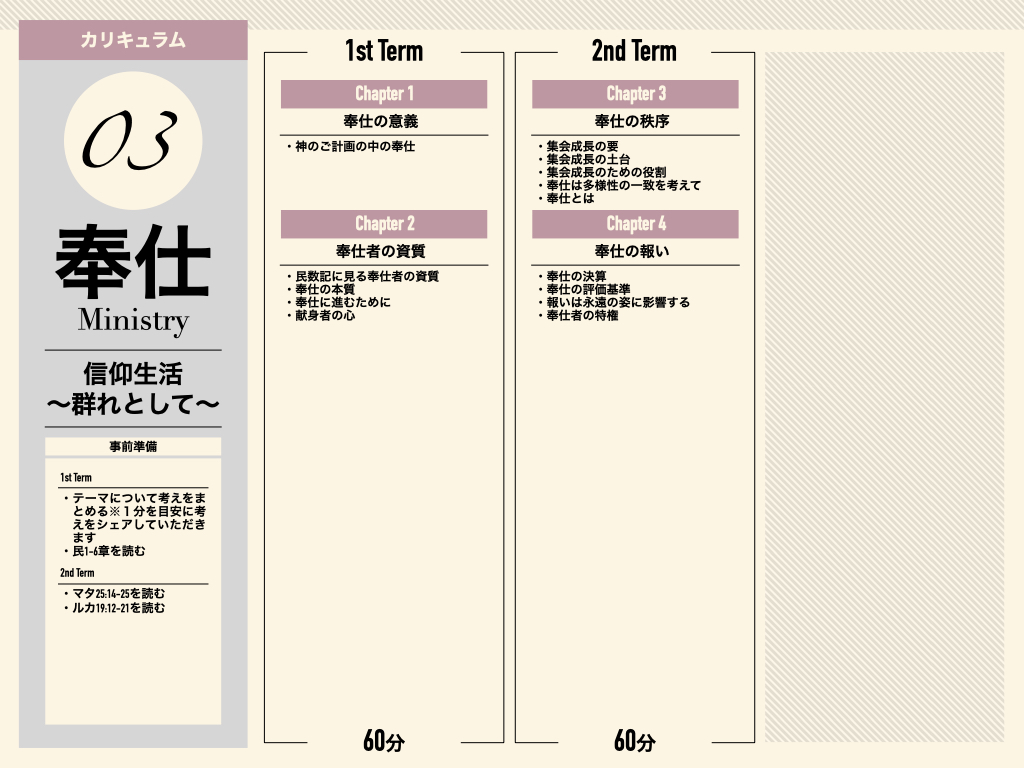 カリキュラム
03
奉仕
Ministry
信仰生活
〜群れとして〜
事前準備
1st Term
・テーマについて考えをま
とめる※１分を目安に考
えをシェアしていただき
ます
・民1-6章を読む
2nd Term
・マタ25:14-25を読む
・ルカ19:12-21を読む
1st Term
Chapter 1
奉仕の意義
・神のご計画の中の奉仕
Chapter 2
奉仕者の資質
・民数記に見る奉仕者の資質
・奉仕の本質
・奉仕に進むために
・献身者の心
60分
2nd Term
Chapter 3
奉仕の秩序
・集会成長の要
・集会成長の土台
・集会成長のための役割
・奉仕は多様性の一致を考えて
・奉仕とは
Chapter 4
奉仕の報い
・奉仕の決算
・奉仕の評価基準
・報いは永遠の姿に影響する
・奉仕者の特権
60分